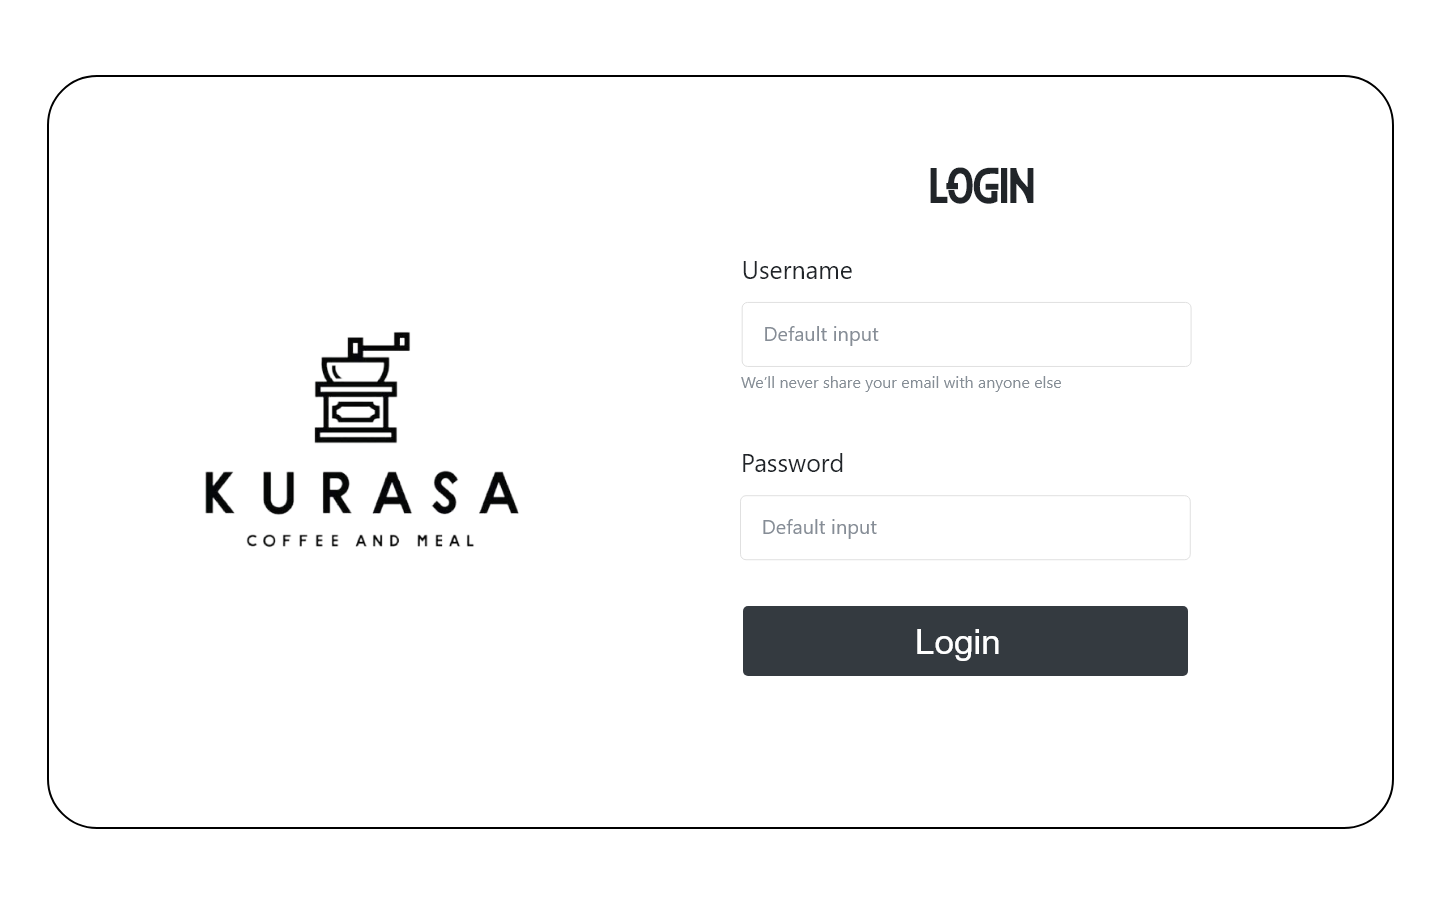 KURASA
COFFEE AND MEAL
LOGIN
Username
Default input
We'll never share your email with anyone else
Password
Default input
Login